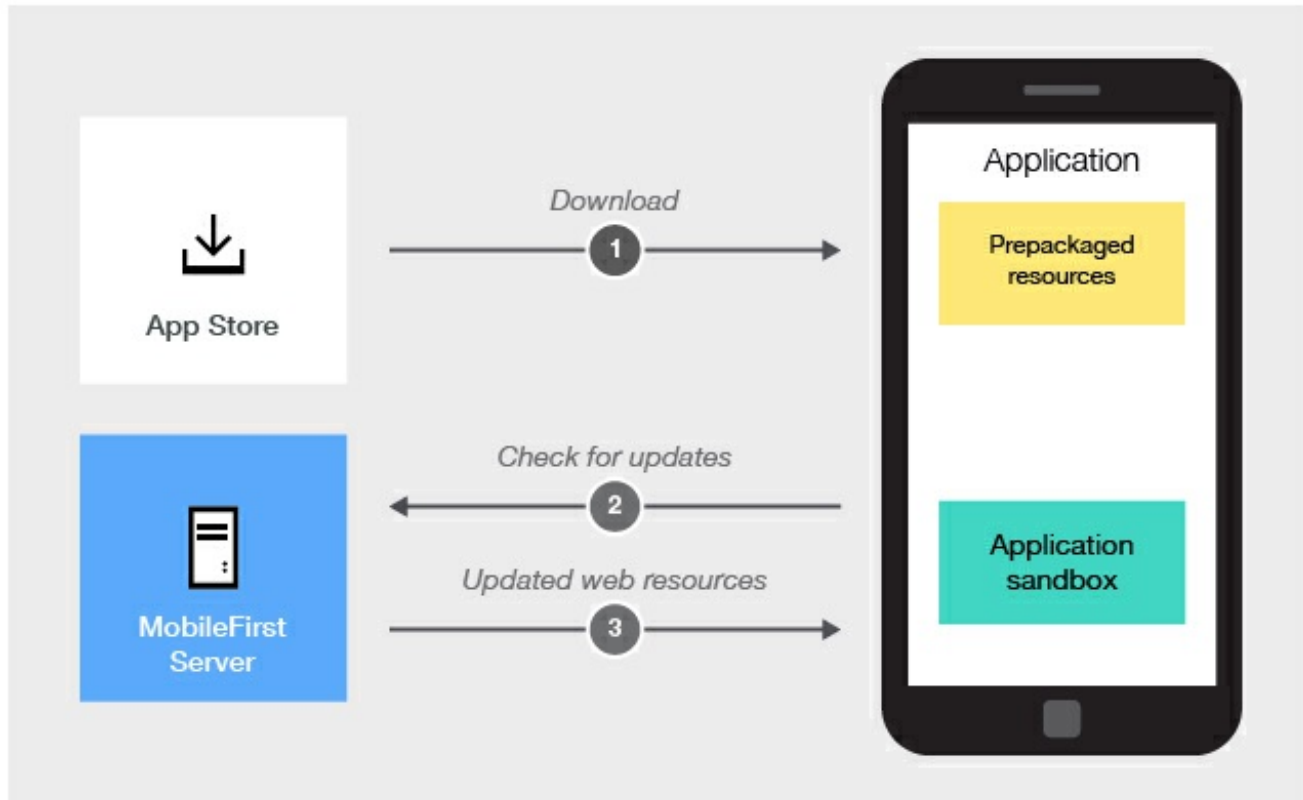 App Store
Download
1
Application
Prepackaged
resources
MobileFirst
Server
Check for updates
2
Updated web resources
3
Application
sandbox